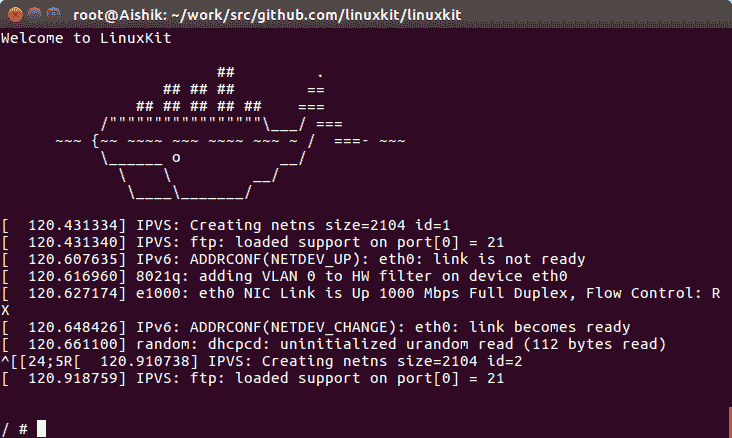 root@Aishik: ~/work/src/github.com/linuxkit/linuxkit
Welcome to LinuxKit
                        ##         .
                  ## ## ##        ==
               ## ## ## ## ##    ===
           /"""""""""""""""""\___/ ===
      ~~~ {~~ ~~~~ ~~~ ~~~~ ~~~ ~ /  ===- ~~~
           \______ o           __/
             \    \         __/
              \____\_______/
[  120.431334] IPVS: Creating netns size=2104 id=1
[  120.431340] IPVS: ftp: loaded support on port[0] = 21
[  120.607635] IPv6: ADDRCONF(NETDEV_UP): eth0: link is not ready
[  120.616960] 8021q: adding VLAN 0 to HW filter on device eth0
[  120.627174] e1000: eth0 NIC Link is Up 1000 Mbps Full Duplex, Flow Control: R
X
[  120.648426] IPv6: ADDRCONF(NETDEV_CHANGE): eth0: link becomes ready
[  120.661100] random: dhcpcd: uninitialized urandom read (112 bytes read)
^[[24;5R[  120.910738] IPVS: Creating netns size=2104 id=2
[  120.918759] IPVS: ftp: loaded support on port[0] = 21
/ #